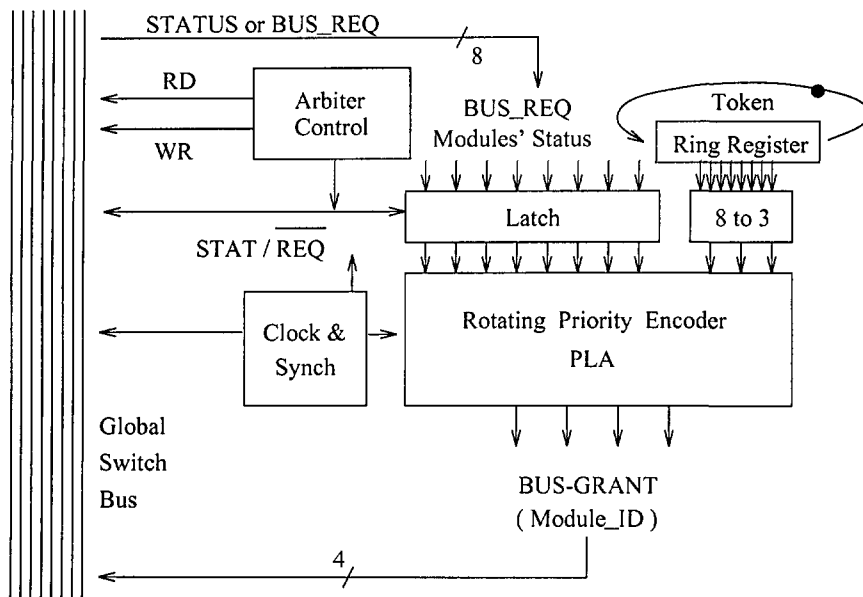 STATUS or BUS_REQ
8
RD
Arbiter
Control
WR
BUS_REQ
Modules' Status
Token
Ring Register
Latch
8 to 3
STAT / REQ
Clock &
Synch
Rotating Priority Encoder
PLA
Global
Switch
Bus
BUS-GRANT
( Module_ID )
4